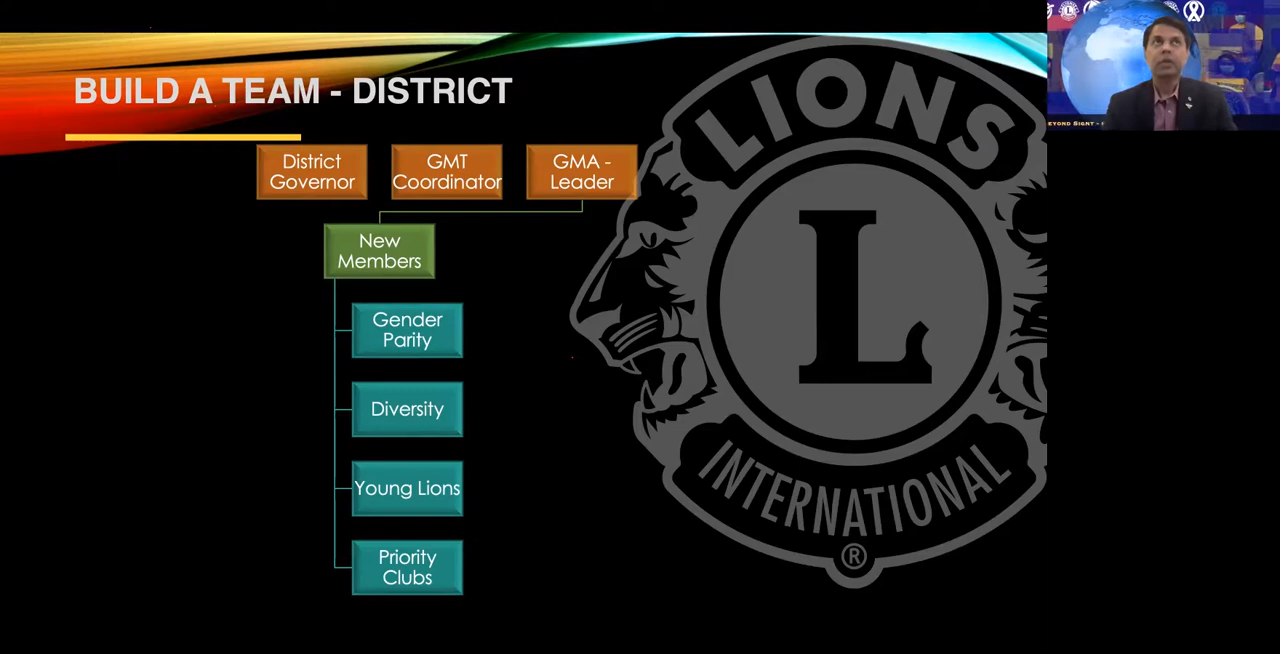 BUILD A TEAM - DISTRICT
District
Governor
GMT
Coordinator
GMA -
Leader
New
Members
Gender
Parity
Diversity
Young Lions
Priority
Clubs
LIONS
L
INTERNATIONAL
®